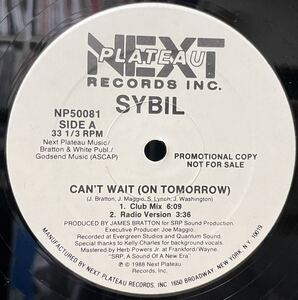 NEXT
PLATEAU
RECORDS INC.
SYBIL
NP50081
SIDE A
33 1/3 RPM
Next Plateau Music/
Bratton & White Publ./
Godsend Music (ASCAP)
PROMOTIONAL COPY
NOT FOR SALE
CAN'T WAIT (ON TOMORROW)
(J. Bratton, J. Maggio, S. Lynch, J. Washington)
1. Club Mix 6:09
2. Radio Version 3:36
PRODUCED BY JAMES BRATTON for SRP Sound Production.
Executive Producer: Joe Maggio.
Recorded at Evergreen Studios and Quantum Sound.
Special thanks to Kelly Charles for background vocals.
Mastered by Herb Powers Jr. at Frankford/Wayne
"SRP, A Sound Of A New Era"
℗ © 1988 Next Plateau
Records, Inc.
MANUFACTURED BY NEXT PLATEAU RECORDS, INC. 1650 BROADWAY, NEW YORK, N.Y. 10019